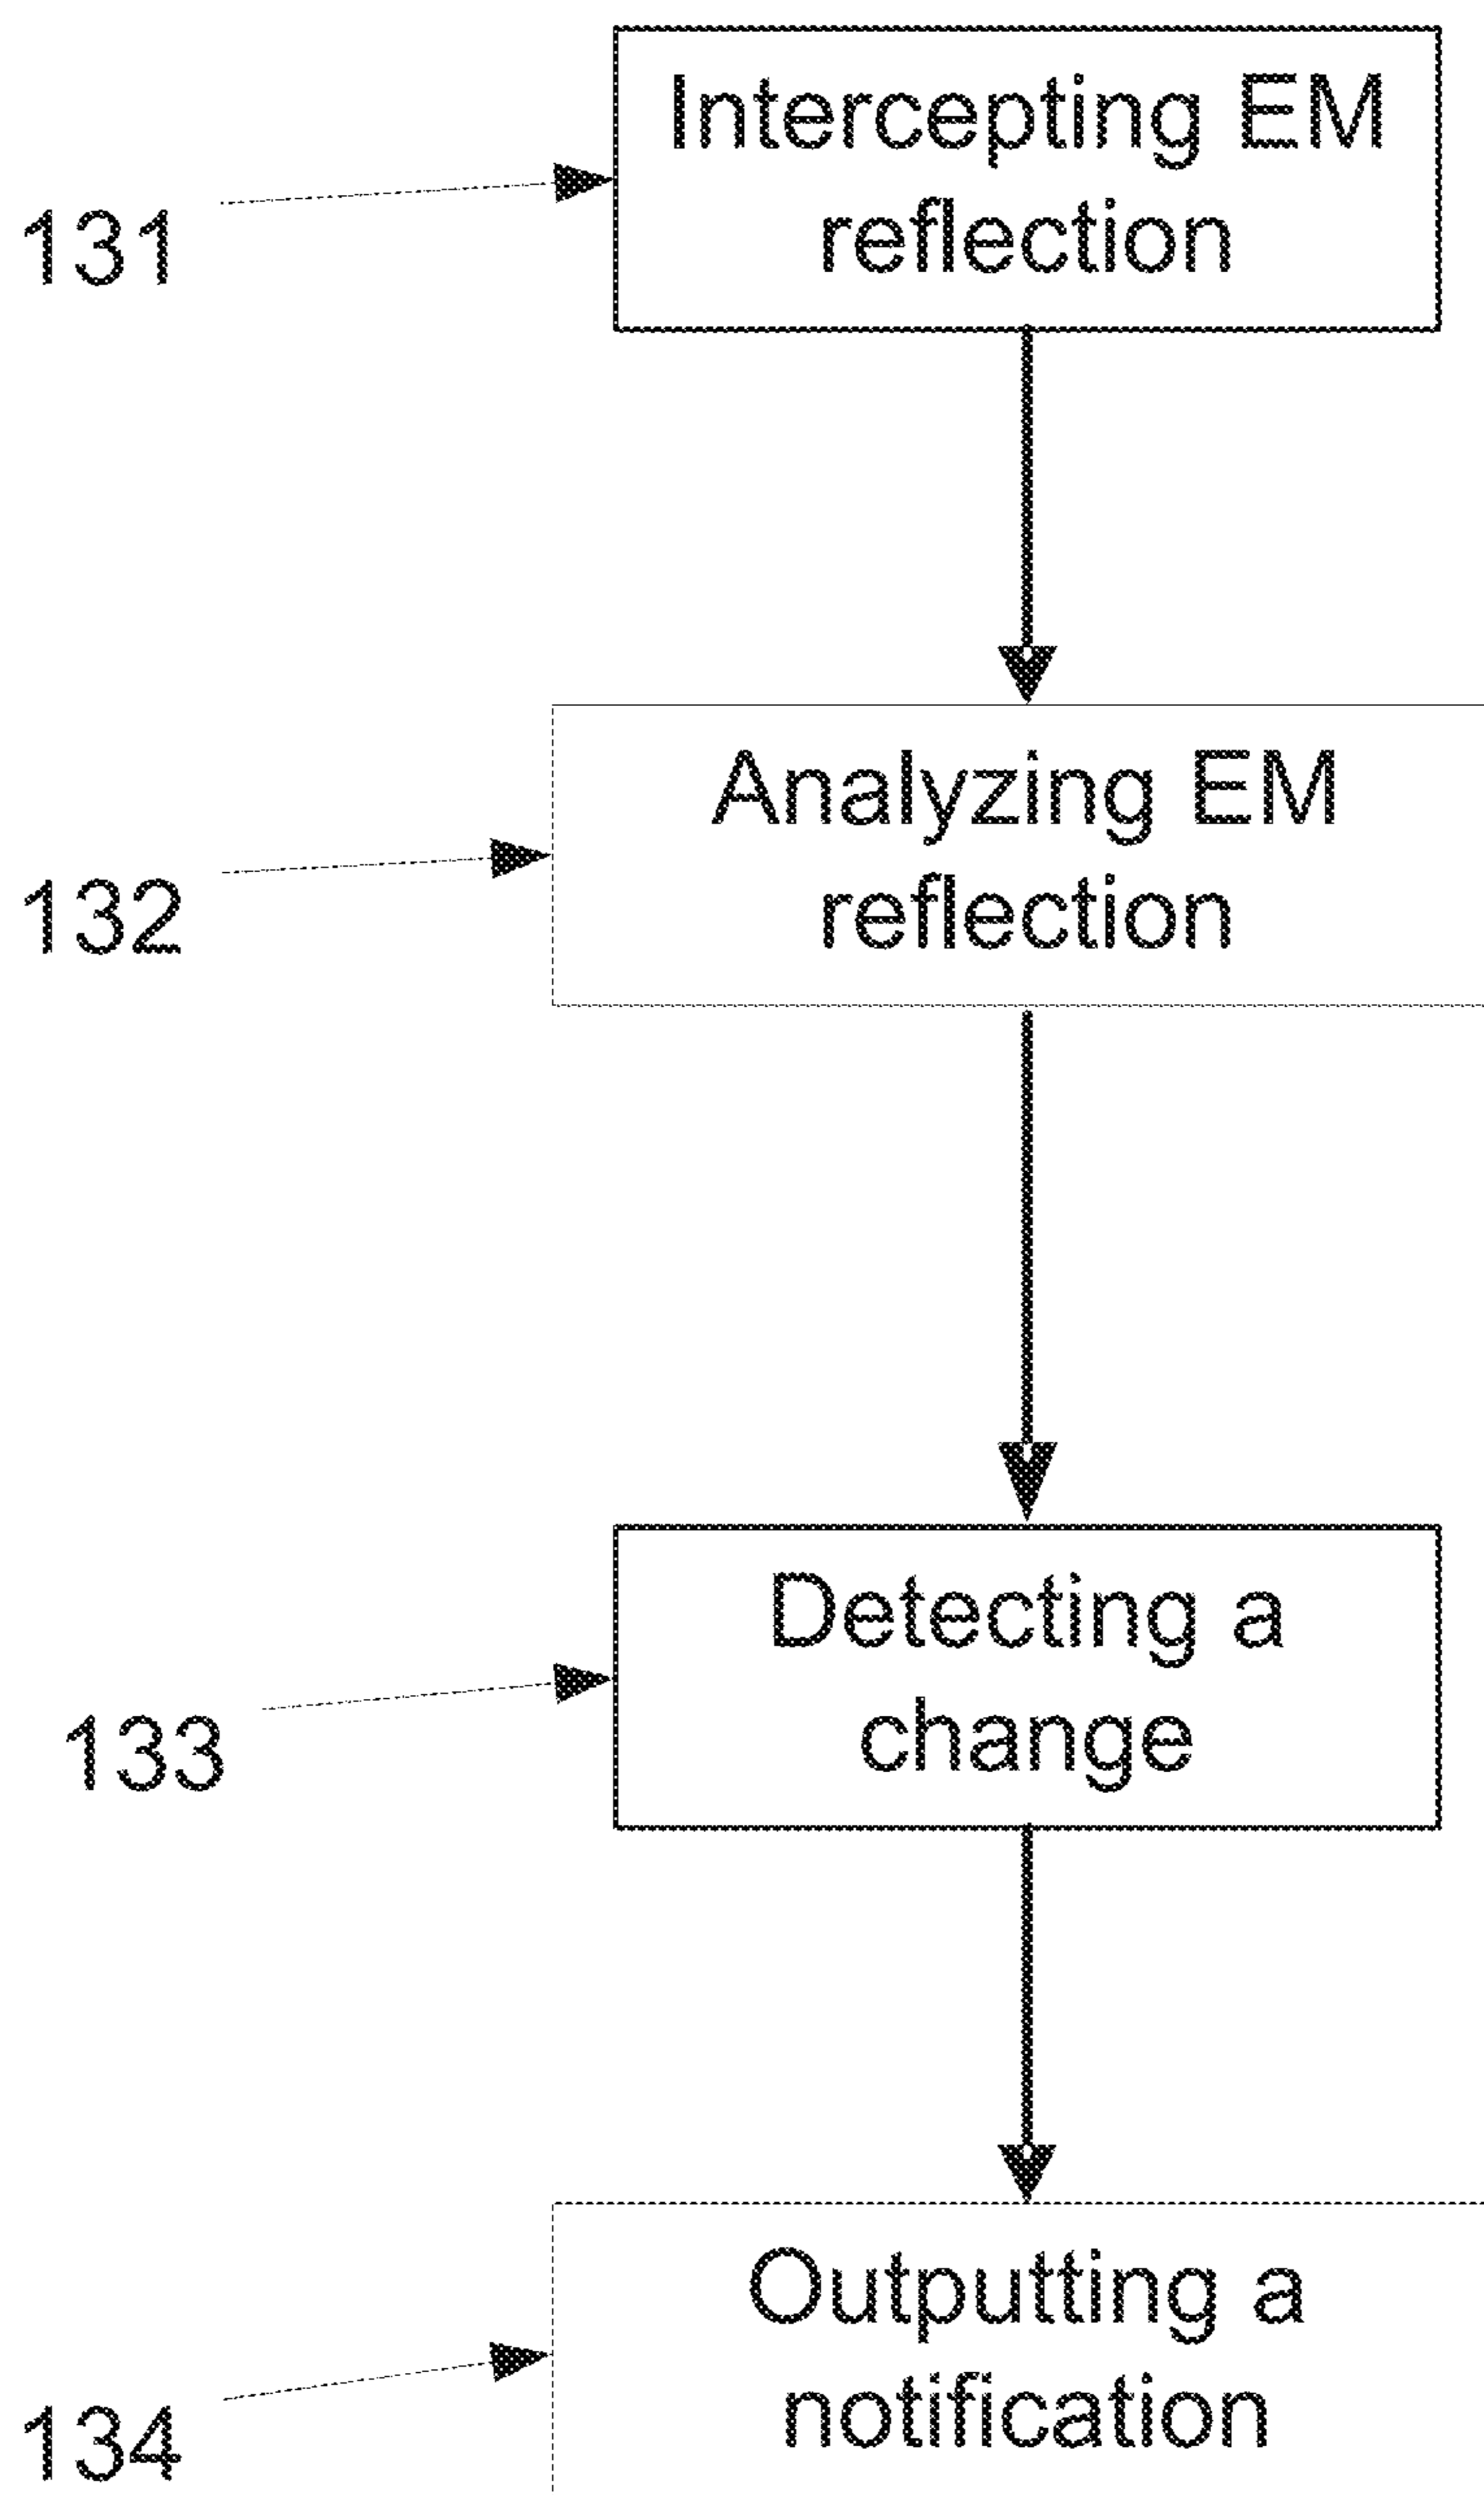 Intercepting EM
reflection
131
Analyzing EM
reflection
132
Detecting a
change
133
Outputting a
notification
134